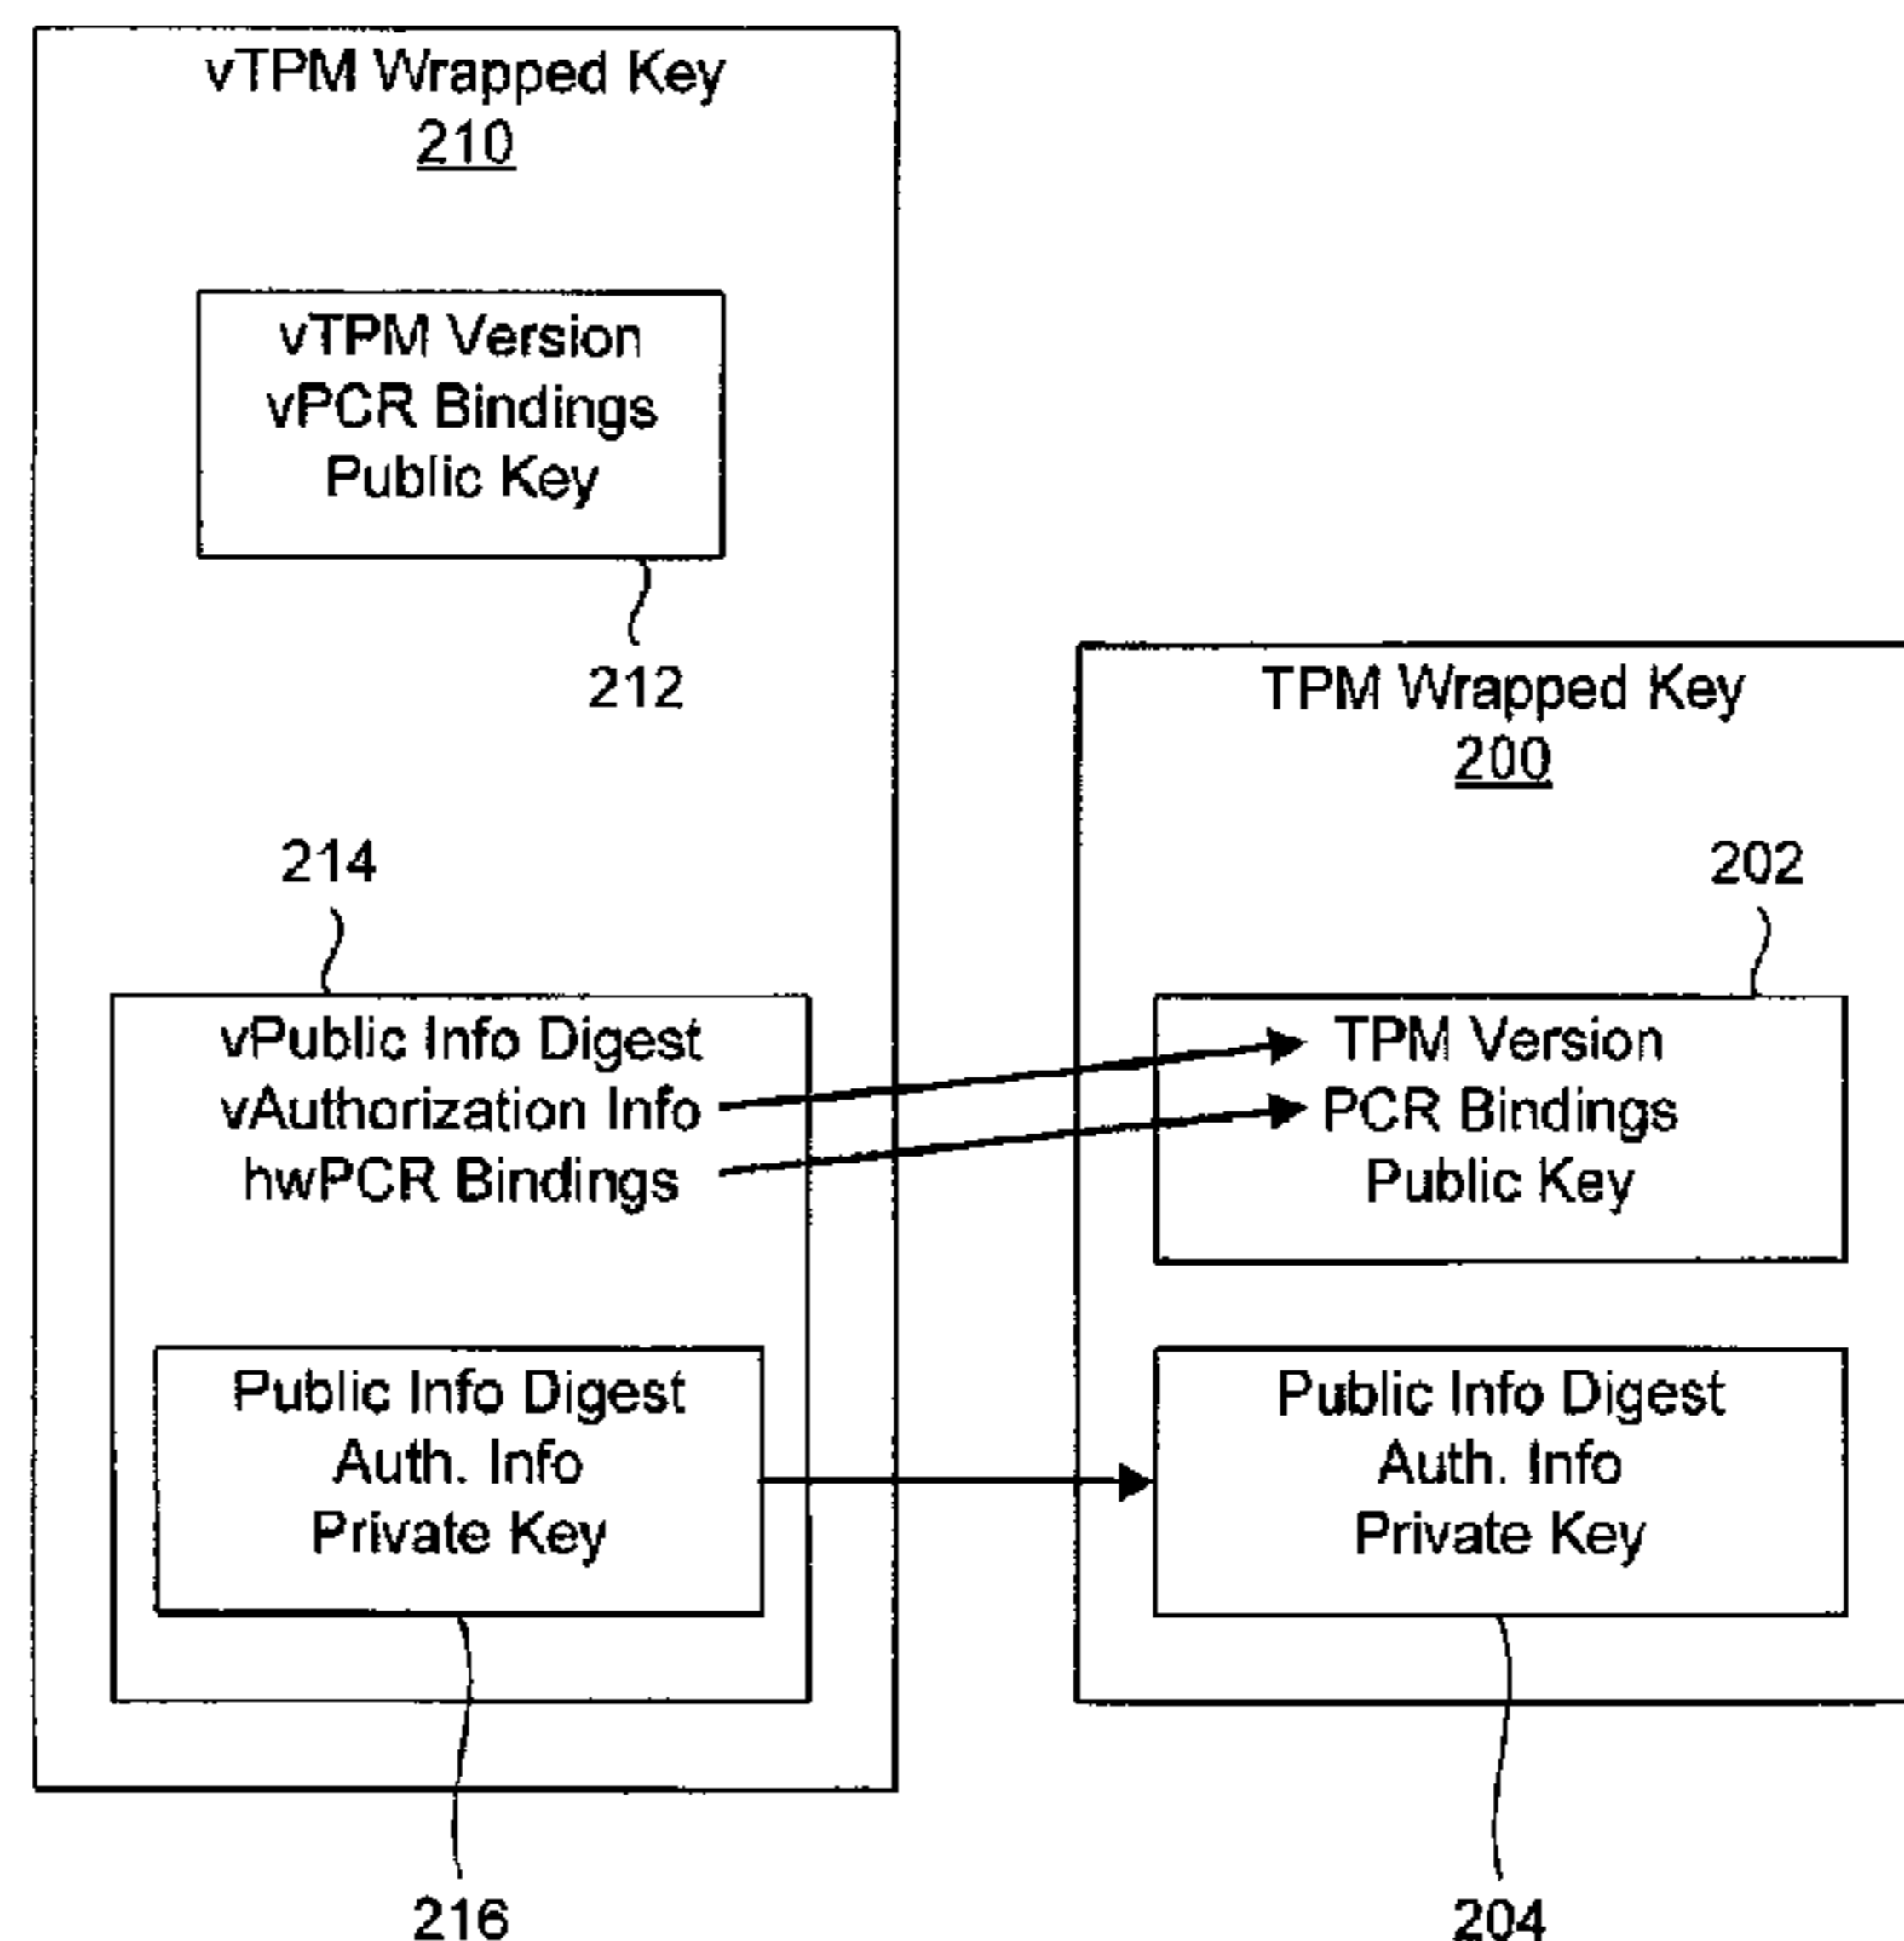 vTPM Wrapped Key
210
vTPM Version
vPCR Bindings
Public Key
212
214
vPublic Info Digest
vAuthorization Info
hwPCR Bindings
Public Info Digest
Auth. Info
Private Key
216
TPM Wrapped Key
200
202
TPM Version
PCR Bindings
Public Key
Public Info Digest
Auth. Info
Private Key
204